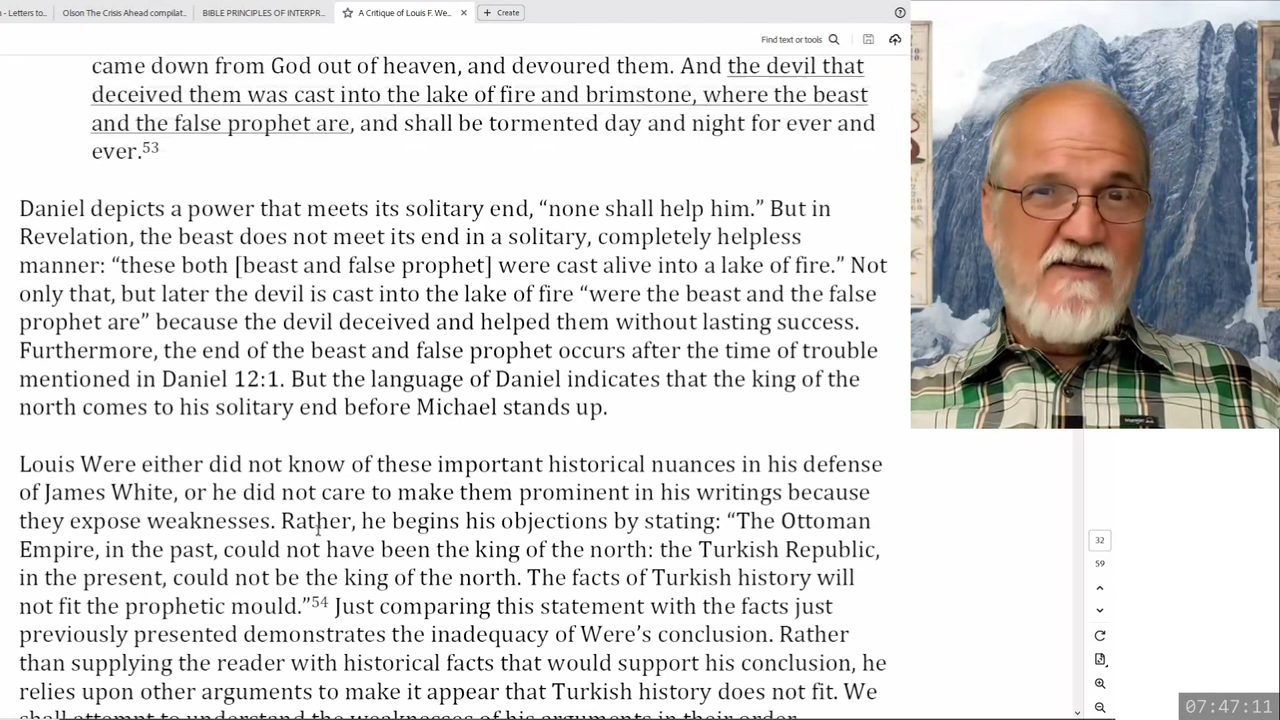 - Letters to...
Olson The Crisis Ahead compilat..
BIBLE PRINCIPLES OF INTERPR...
A Critique of Louis F. We...
Create
Find text or tools
came down from God out of heaven, and devoured them. And the devil that
deceived them was cast into the lake of fire and brimstone, where the beast
and the false prophet are, and shall be tormented day and night for ever and
ever.53
Daniel depicts a power that meets its solitary end, “none shall help him.” But in
Revelation, the beast does not meet its end in a solitary, completely helpless
manner: “these both [beast and false prophet] were cast alive into a lake of fire.” Not
only that, but later the devil is cast into the lake of fire “were the beast and the false
prophet are” because the devil deceived and helped them without lasting success.
Furthermore, the end of the beast and false prophet occurs after the time of trouble
mentioned in Daniel 12:1. But the language of Daniel indicates that the king of the
north comes to his solitary end before Michael stands up.
Louis Were either did not know of these important historical nuances in his defense
of James White, or he did not care to make them prominent in his writings because
they expose weaknesses. Rather, he begins his objections by stating: “The Ottoman
Empire, in the past, could not have been the king of the north: the Turkish Republic,
in the present, could not be the king of the north. The facts of Turkish history will
not fit the prophetic mould.”54 Just comparing this statement with the facts just
previously presented demonstrates the inadequacy of Were’s conclusion. Rather
than supplying the reader with historical facts that would support his conclusion, he
relies upon other arguments to make it appear that Turkish history does not fit. We
shall attempt to understand the weaknesses of his arguments in their order.
32
59
07:47:11